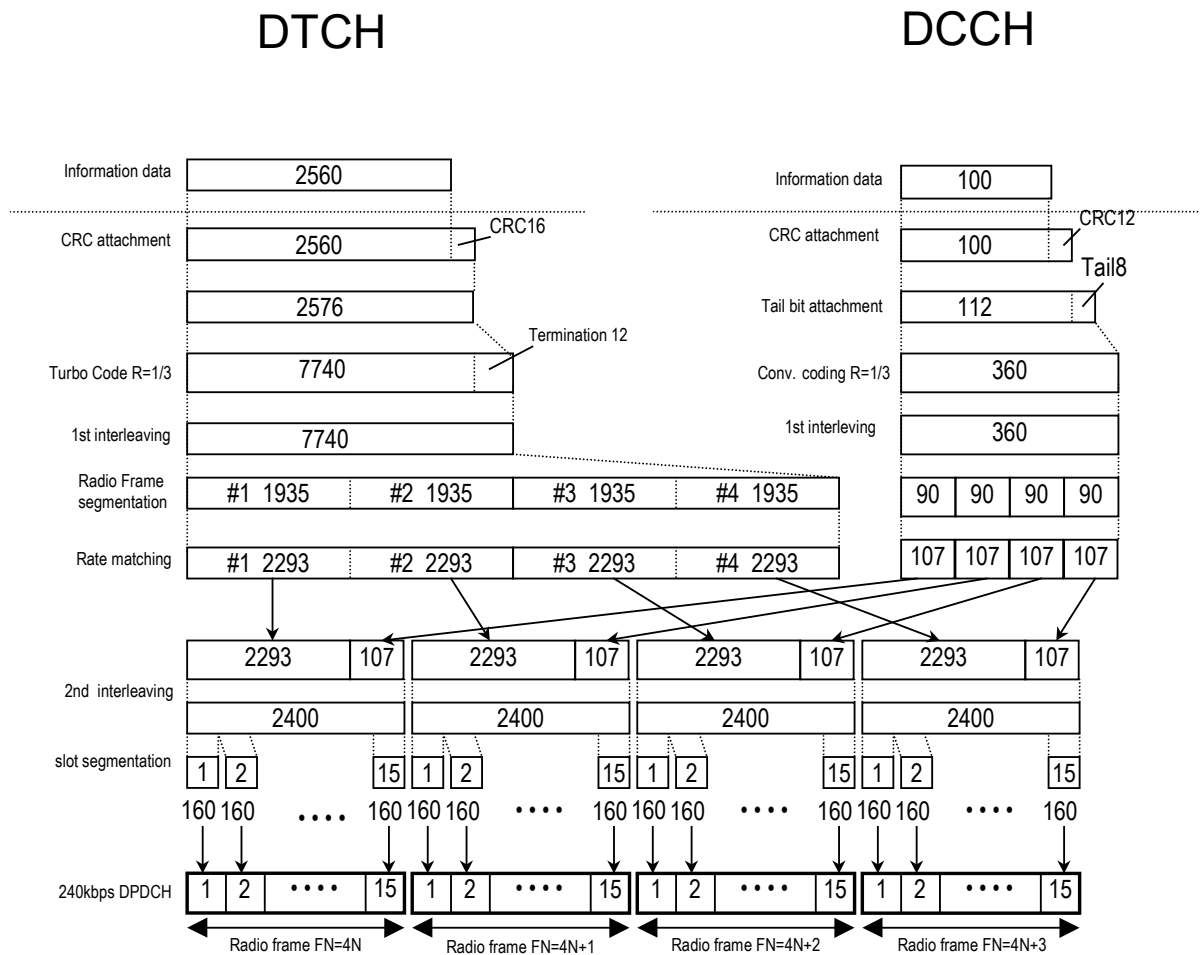 DTCH DCCH
Information data 2560 Information data 100
CRC attachment 2560 CRC16 CRC attachment 100 CRC12
2576 Tail bit attachment 112 Tail8
Turbo Code R=1/3 7740 Termination 12 Conv. coding R=1/3 360
1st interleaving 7740 1st interleving 360
Radio Frame
segmentation #1 1935 #2 1935 #3 1935 #4 1935 90 90 90 90
Rate matching #1 2293 #2 2293 #3 2293 #4 2293 107 107 107 107
2293 107 2293 107 2293 107 2293 107
2nd interleaving
2400 2400 2400 2400
slot segmentation 1 2 15 1 2 15 1 2 15 1 2 15
160 160 •••• 160 160 160 •••• 160 160 160 •••• 160 160 160 •••• 160
240kbps DPDCH 1 2 •••• 15 1 2 •••• 15 1 2 •••• 15 1 2 •••• 15
Radio frame FN=4N Radio frame FN=4N+1 Radio frame FN=4N+2 Radio frame FN=4N+3